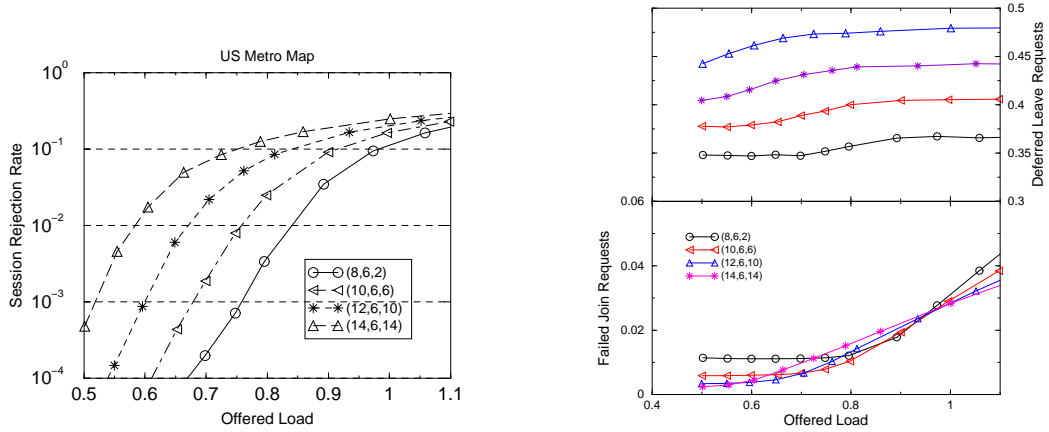 US Metro Map
10^0
10^-1
10^-2
10^-3
10^-4
Session Rejection Rate
0.5 0.6 0.7 0.8 0.9 1.0 1.1
Offered Load
(8,6,2)
(10,6,6)
(12,6,10)
(14,6,14)
0.5
0.45
0.4
0.35
0.3
Deferred Leave Requests
0.06
0.04
0.02
0
Failed Join Requests
(8,6,2)
(10,6,6)
(12,6,10)
(14,6,14)
0.4 0.6 0.8 1
Offered Load